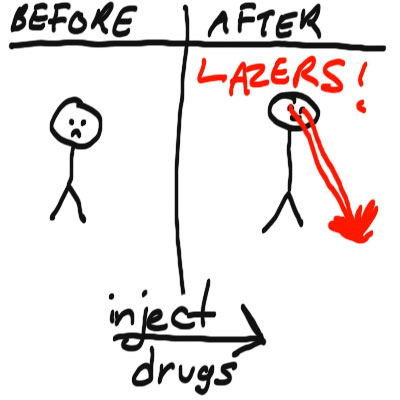 BEFORE
AFTER
LAZERS!
inject
drugs